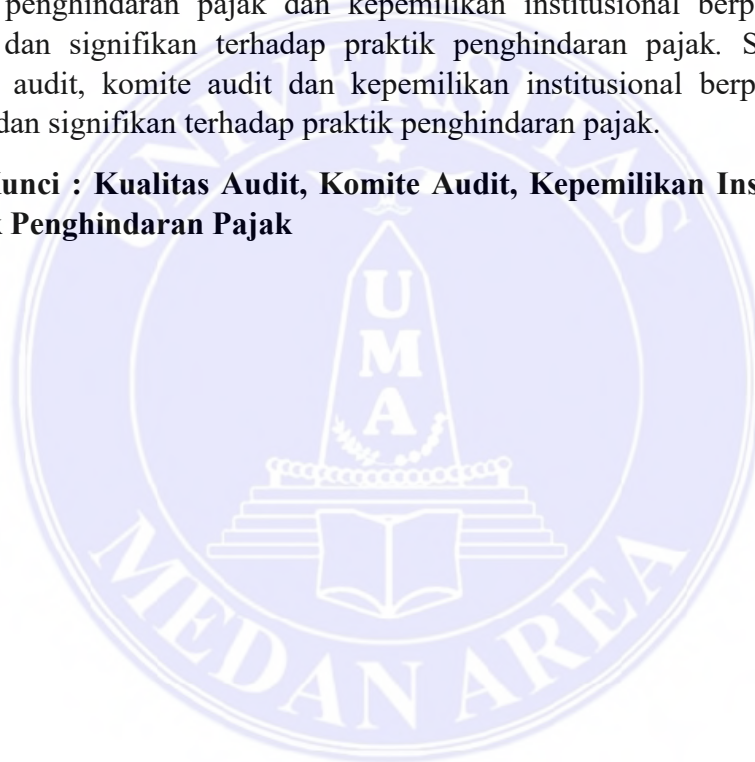 penghindaran pajak dan kepemilikan institusional berp
dan signifikan terhadap praktik penghindaran pajak. S
audit, komite audit dan kepemilikan institusional berp
dan signifikan terhadap praktik penghindaran pajak.
unci : Kualitas Audit, Komite Audit, Kepemilikan Ins
Penghindaran Pajak
UNIVERSITAS
U
M
A
MEDAN AREA